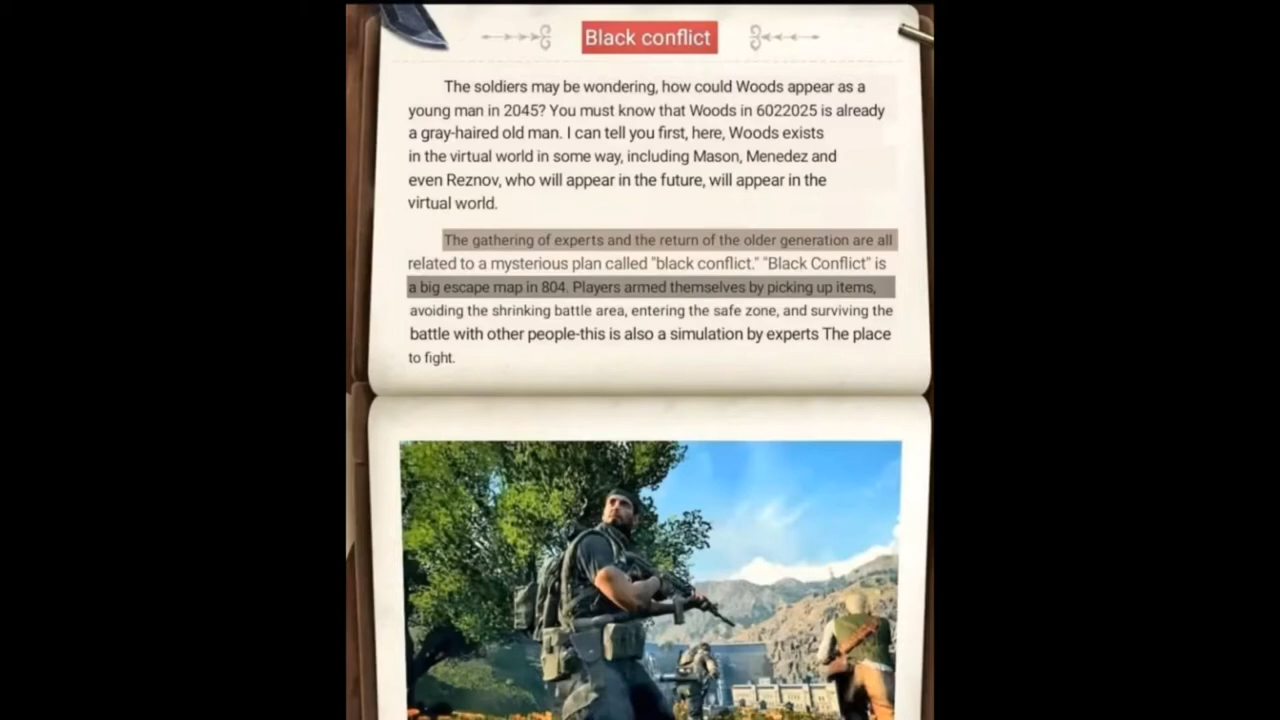 Black conflict
The soldiers may be wondering, how could Woods appear as a
young man in 2045? You must know that Woods in 6022025 is already
a gray-haired old man. I can tell you first, here, Woods exists
in the virtual world in some way, including Mason, Menedez and
even Reznov, who will appear in the future, will appear in the
virtual world.
The gathering of experts and the return of the older generation are all
related to a mysterious plan called "black conflict." "Black Conflict" is
a big escape map in 804. Players armed themselves by picking up items,
avoiding the shrinking battle area, entering the safe zone, and surviving the
battle with other people-this is also a simulation by experts The place
to fight.